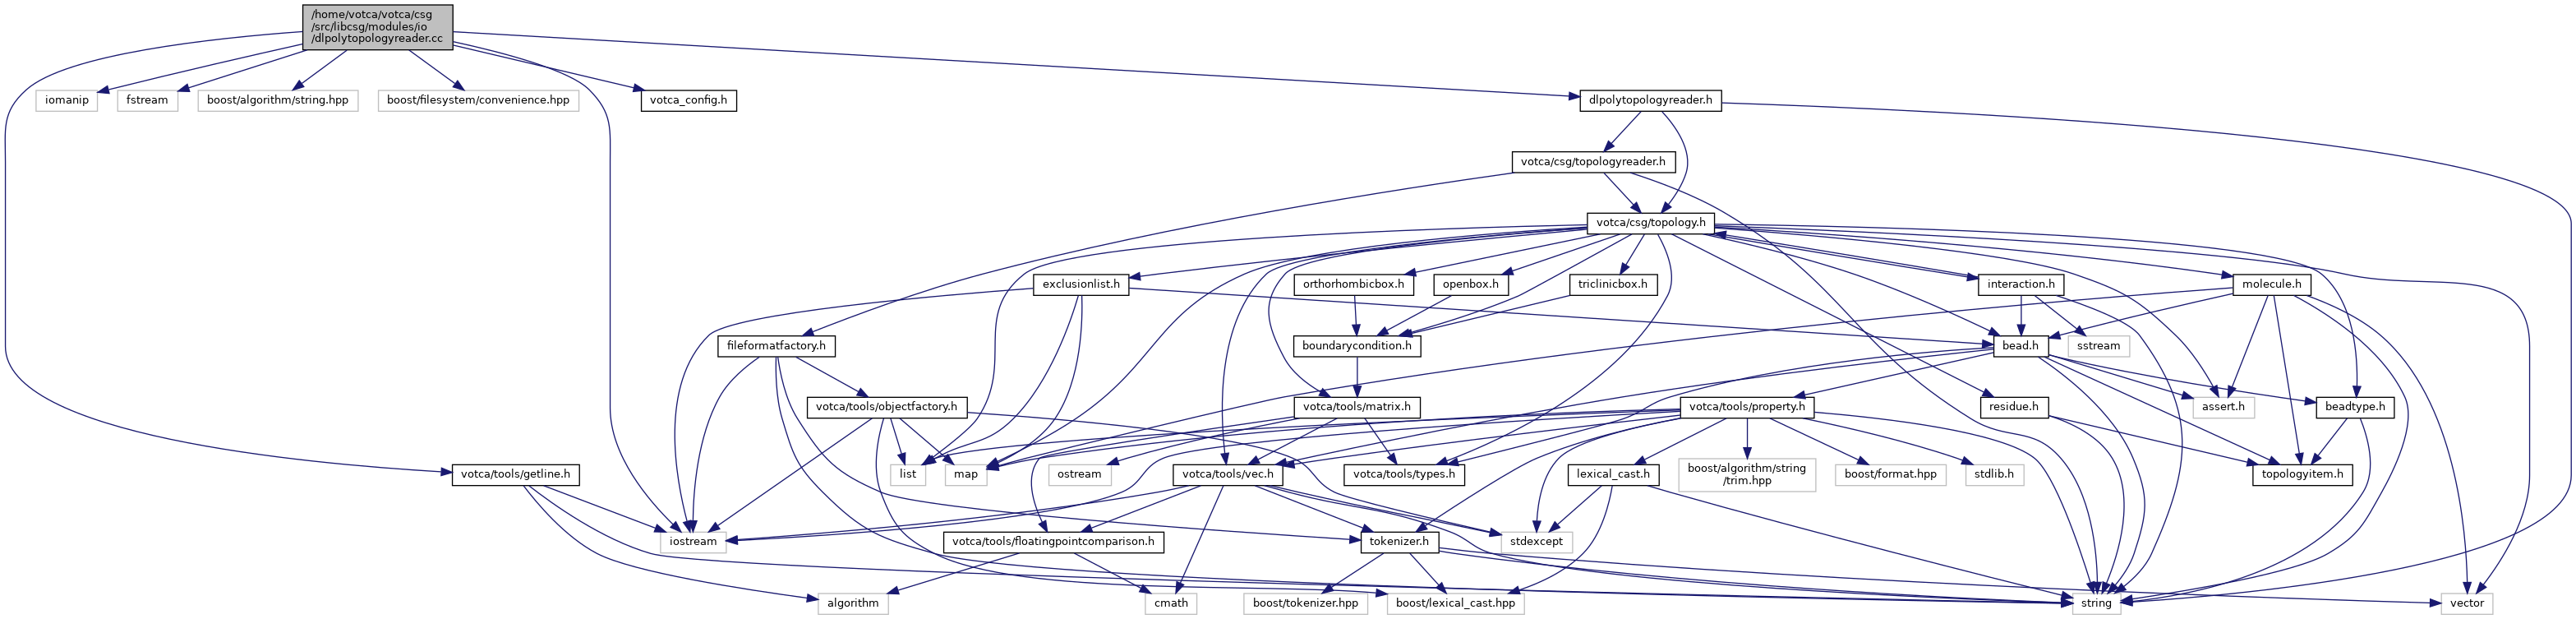 /home/votca/votca/csg
/src/libcsg/modules/io
/dlpolytopologyreader.cc
iomanip
fstream
boost/algorithm/string.hpp
boost/filesystem/convenience.hpp
votca_config.h
dlpolytopologyreader.h
votca/csg/topologyreader.h
votca/csg/topology.h
exclusionlist.h
orthorhombicbox.h
openbox.h
triclinicbox.h
interaction.h
molecule.h
fileformatfactory.h
boundarycondition.h
bead.h
sstream
votca/tools/objectfactory.h
votca/tools/matrix.h
votca/tools/property.h
residue.h
assert.h
beadtype.h
votca/tools/getline.h
list
map
ostream
votca/tools/vec.h
votca/tools/types.h
lexical_cast.h
boost/algorithm/string
/trim.hpp
boost/format.hpp
stdlib.h
topologyitem.h
iostream
votca/tools/floatingpointcomparison.h
tokenizer.h
stdexcept
algorithm
cmath
boost/tokenizer.hpp
boost/lexical_cast.hpp
string
vector